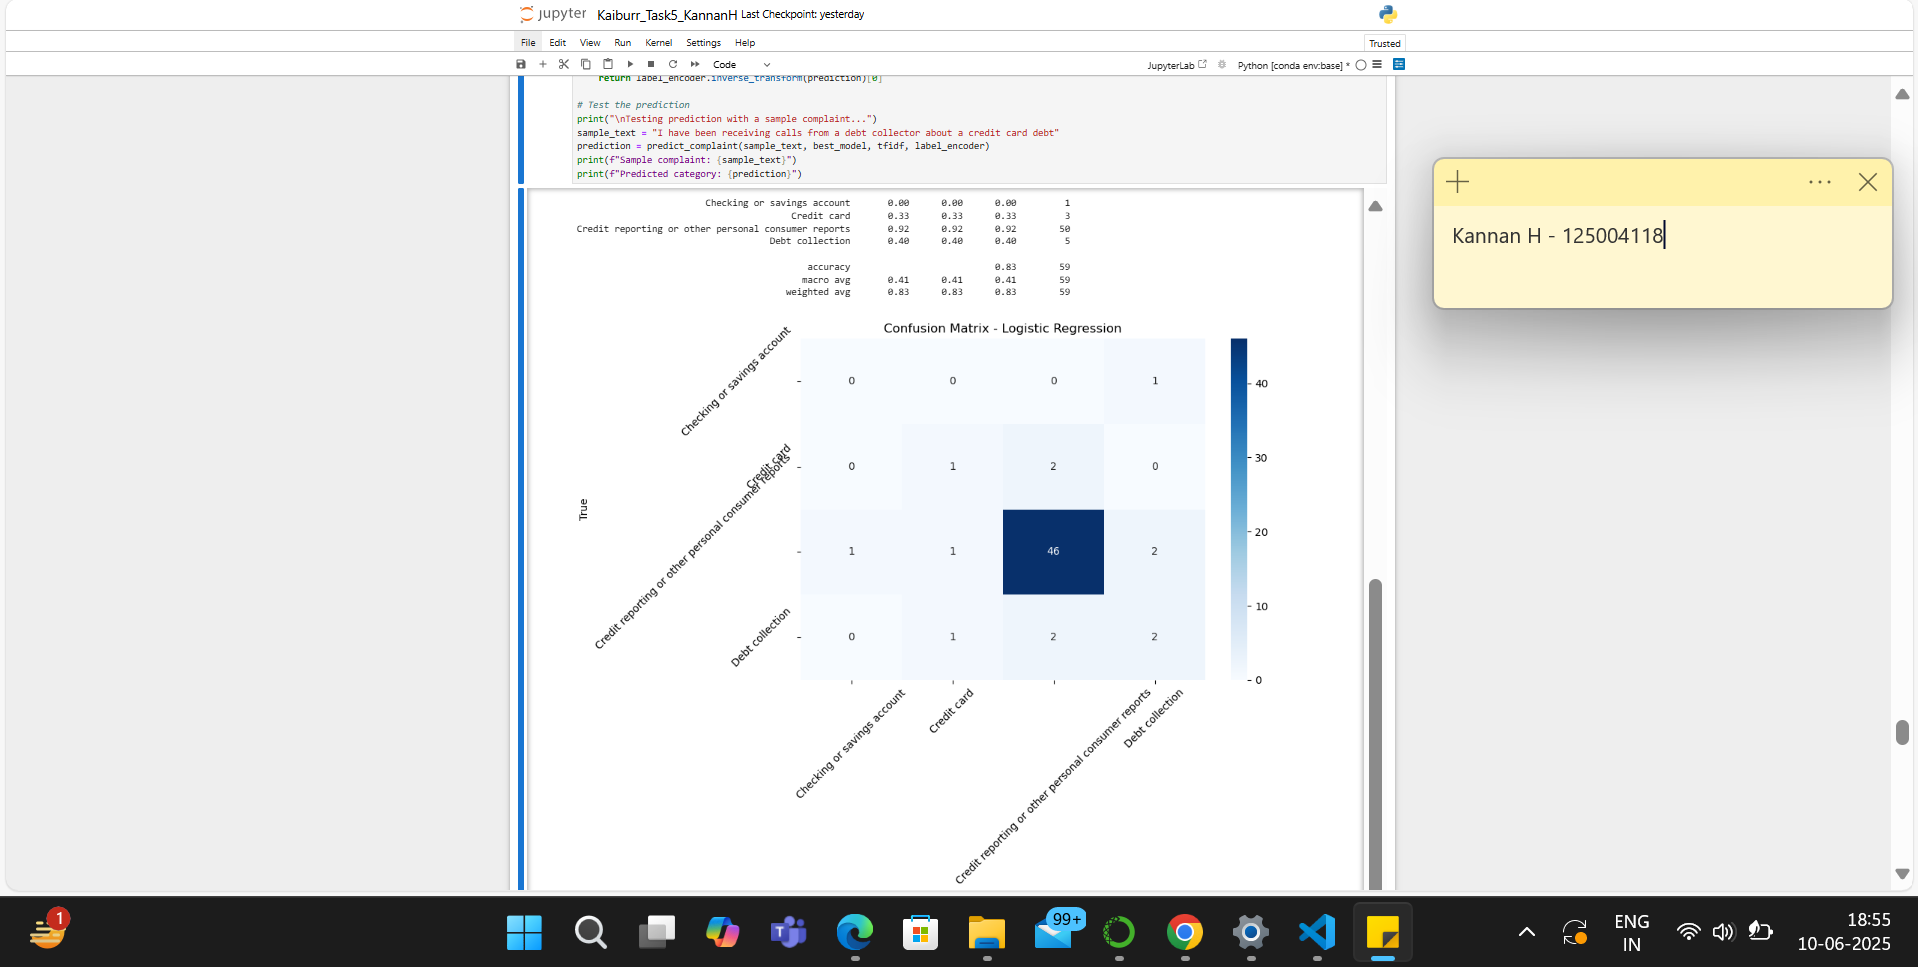 jupyter Kaiburr_Task5_KannanH Last Checkpoint: yesterday
File Edit View Run Kernel Settings Help Trusted
Code JupyterLab Python [conda env:base] *
return label_encoder.inverse_transform(prediction)[0]
# Test the prediction
print("\nTesting prediction with a sample complaint...")
sample_text = "I have been receiving calls from a debt collector about a credit card debt"
prediction = predict_complaint(sample_text, best_model, tfidf, label_encoder)
print(f"Sample complaint: {sample_text}")
print(f"Predicted category: {prediction}")
Checking or savings account 0.00 0.00 0.00 1
Credit card 0.33 0.33 0.33 3
Credit reporting or other personal consumer reports 0.92 0.92 0.92 50
Debt collection 0.40 0.40 0.40 5
accuracy 0.83 59
macro avg 0.41 0.41 0.41 59
weighted avg 0.83 0.83 0.83 59
Confusion Matrix - Logistic Regression
True
Checking or savings account
0 0 0 1
Credit card
0 1 2 0
Credit reporting or other personal consumer reports
1 1 46 2
Debt collection
0 1 2 2
Checking or savings account
Credit card
Credit reporting or other personal consumer reports
Debt collection
40
30
20
10
0
Kannan H - 125004118
1
99+
ENG
IN
18:55
10-06-2025